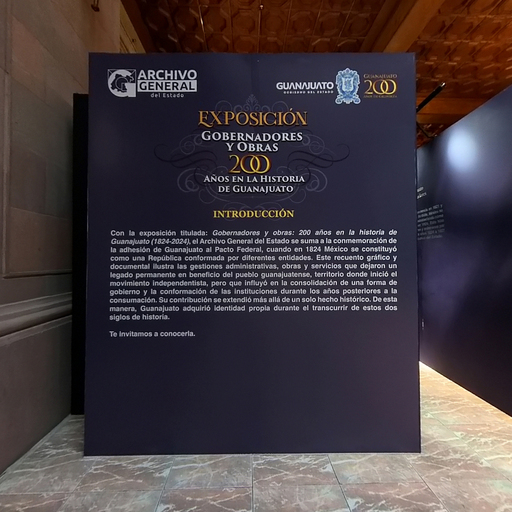 ARCHIVO
GENERAL
del Estado
GUANAJUATO
GOBIERNO DEL ESTADO
GUANAJUATO
200
EXPOSICIÓN
GOBERNADORES
Y OBRAS
200
AÑOS EN LA HISTORIA
DE GUANAJUATO
INTRODUCCIÓN
Con la exposición titulada: Gobernadores y obras: 200 años en la historia de
Guanajuato (1824-2024), el Archivo General del Estado se suma a la conmemoración de
la adhesión de Guanajuato al Pacto Federal, cuando en 1824 México se constituyó
como una República conformada por diferentes entidades. Este recuento gráfico y
documental ilustra las gestiones administrativas, obras y servicios que dejaron un
legado permanente en beneficio del pueblo guanajuatense, territorio donde inició el
movimiento independentista, pero que influyó en la consolidación de una forma de
gobierno y la conformación de las instituciones durante los años posteriores a la
consumación. Su contribución se extendió más allá de un solo hecho histórico. De esta
manera, Guanajuato adquirió identidad propia durante el transcurrir de estos dos
siglos de historia.
Te invitamos a conocerla.